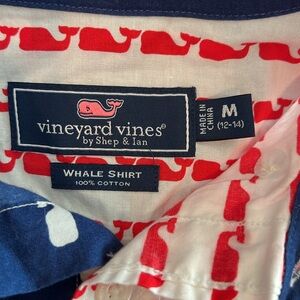 vineyard vines®
by Shep & Ian
MADE IN
CHINA
M
(12-14)
WHALE SHIRT
100% COTTON